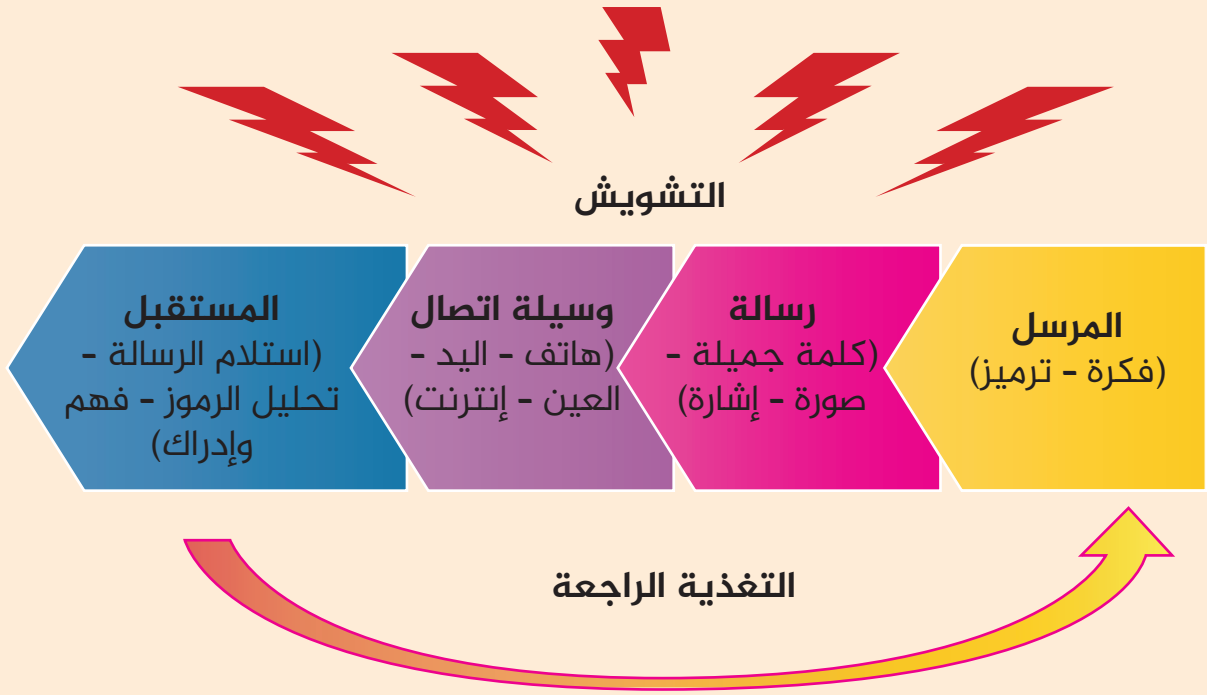 التشويش
المرسل
(فكرة – ترميز)
رسالة
(كلمة جميلة –
صورة – إشارة)
وسيلة اتصال
(هاتف – اليد –
العين – إنترنت)
المستقبل
(استلام الرسالة –
تحليل الرموز – فهم
وإدراك)
التغذية الراجعة